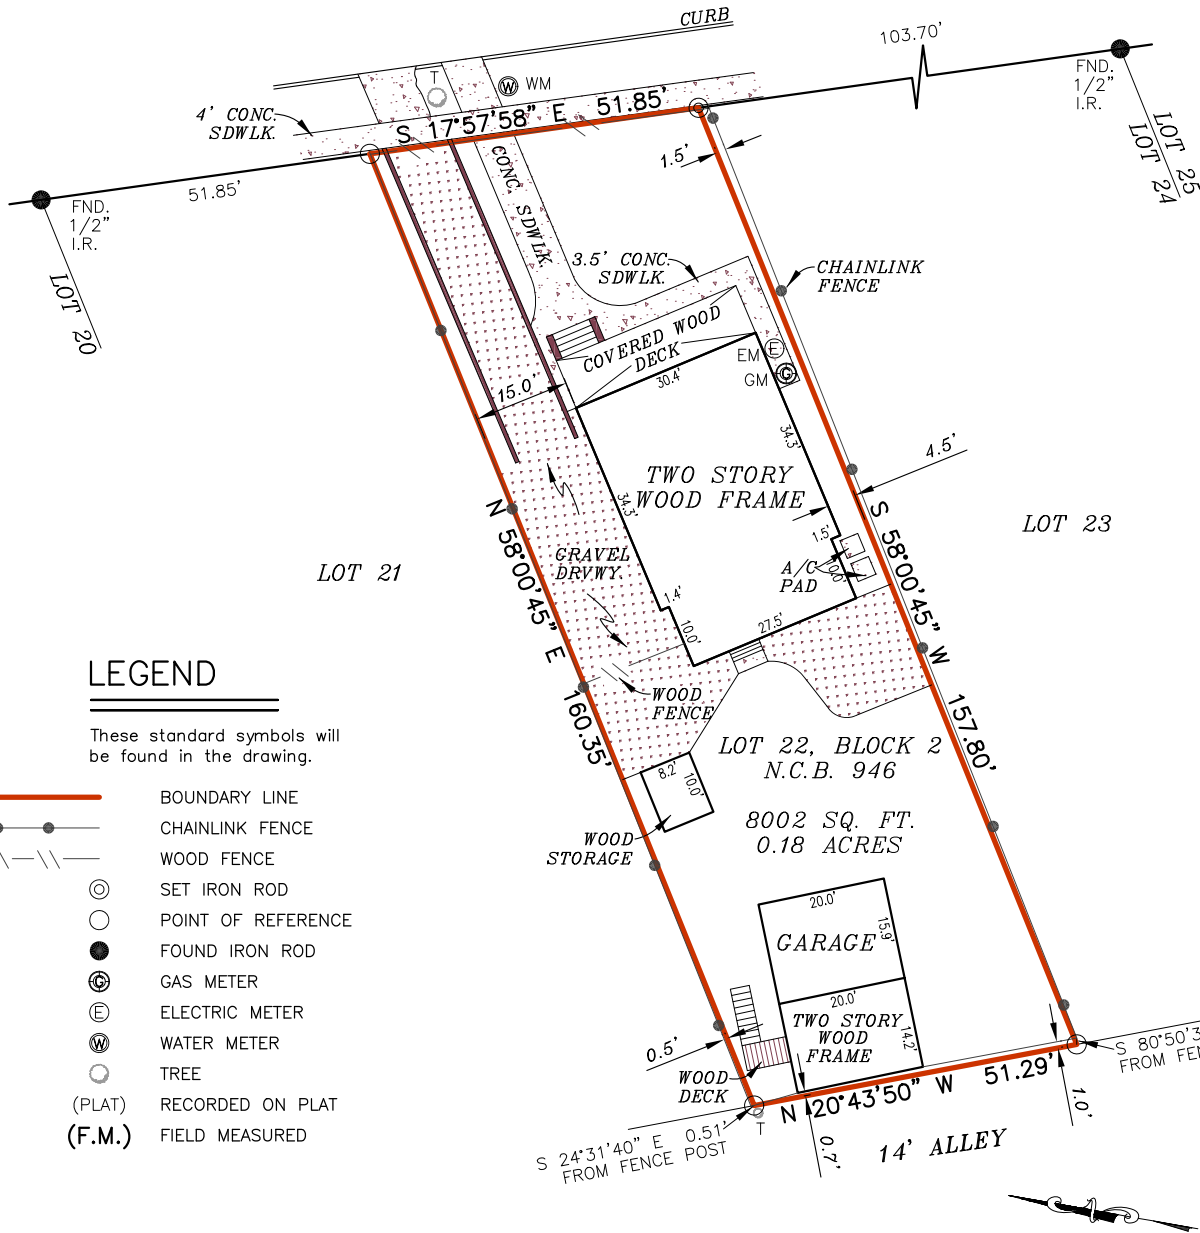 CURB
103.70'
FND.
1/2"
I.R.
LOT 25
LOT 24
T
WM
4' CONC.
SDWLK.
S 17°57'58" E 51.85'
51.85'
FND.
1/2"
I.R.
LOT 20
1.5'
CONC. SDWLK.
3.5' CONC.
SDWLK.
CHAINLINK
FENCE
COVERED WOOD
DECK
EM
E
GM
G
30.4'
15.0'
34.3'
4.5'
TWO STORY
WOOD FRAME
34.3'
LOT 23
LOT 21
N 58°00'45" E 160.35'
S 58°00'45" W 157.80'
1.5'
10.0'
A/C
PAD
GRAVEL
DRVWY.
1.4'
10.0'
27.5'
WOOD
FENCE
LOT 22, BLOCK 2
N.C.B. 946
8002 SQ. FT.
0.18 ACRES
8.2'
10.0'
WOOD
STORAGE
20.0'
15.9'
GARAGE
20.0'
14.2'
TWO STORY
WOOD
FRAME
0.5'
WOOD
DECK
N 20°43'50" W 51.29'
S 80°50'3
FROM FEN
1.0'
0.7'
T
S 24°31'40" E 0.51'
FROM FENCE POST
14' ALLEY
LEGEND
These standard symbols will
be found in the drawing.
BOUNDARY LINE
CHAINLINK FENCE
WOOD FENCE
SET IRON ROD
POINT OF REFERENCE
FOUND IRON ROD
G GAS METER
E ELECTRIC METER
W WATER METER
TREE
(PLAT) RECORDED ON PLAT
(F.M.) FIELD MEASURED